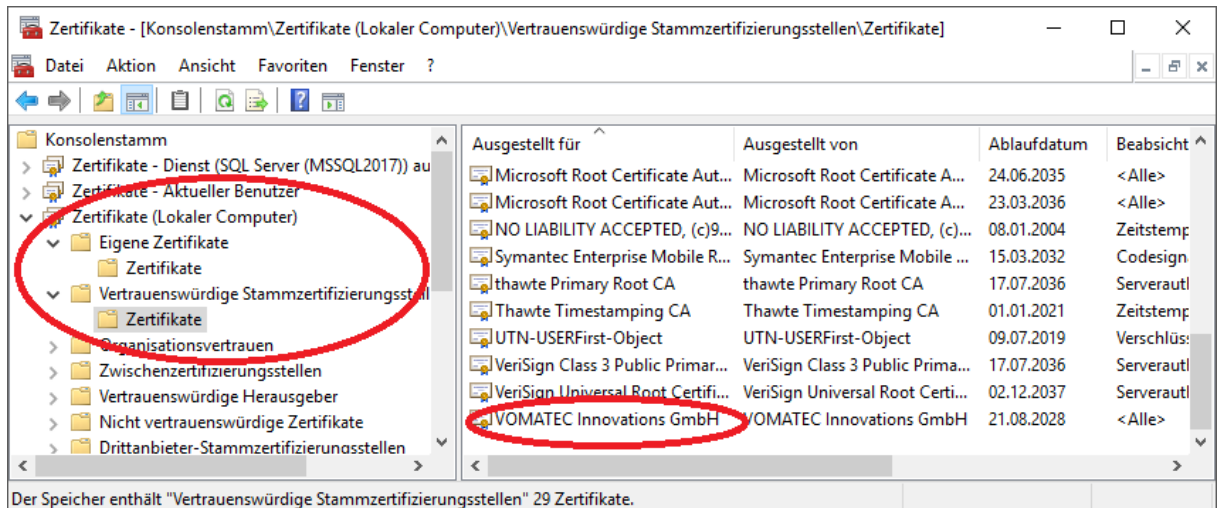 Zertifikate - [Konsolenstamm\Zertifikate (Lokaler Computer)\Vertrauenswürdige Stammzertifizierungsstellen\Zertifikate]
Datei Aktion Ansicht Favoriten Fenster ?
Konsolenstamm
Zertifikate - Dienst (SQL Server (MSSQL2017)) au
Zertifikate - Aktueller Benutzer
Zertifikate (Lokaler Computer)
Eigene Zertifikate
Zertifikate
Vertrauenswürdige Stammzertifizierungsstell
Zertifikate
Organisationsvertrauen
Zwischenzertifizierungsstellen
Vertrauenswürdige Herausgeber
Nicht vertrauenswürdige Zertifikate
Drittanbieter-Stammzertifizierungsstellen
Ausgestellt für Ausgestellt von Ablaufdatum Beabsicht
Microsoft Root Certificate Aut... Microsoft Root Certificate A... 24.06.2035 <Alle>
Microsoft Root Certificate Aut... Microsoft Root Certificate A... 23.03.2036 <Alle>
NO LIABILITY ACCEPTED, (c)9... NO LIABILITY ACCEPTED, (c)... 08.01.2004 Zeitstemp
Symantec Enterprise Mobile R... Symantec Enterprise Mobile ... 15.03.2032 Codesign
thawte Primary Root CA thawte Primary Root CA 17.07.2036 Serverautl
Thawte Timestamping CA Thawte Timestamping CA 01.01.2021 Zeitstemp
UTN-USERFirst-Object UTN-USERFirst-Object 09.07.2019 Verschlüs
VeriSign Class 3 Public Primar... VeriSign Class 3 Public Prima... 17.07.2036 Serverautl
VeriSign Universal Root Certifi... VeriSign Universal Root Certi... 02.12.2037 Serverautl
VOMATEC Innovations GmbH VOMATEC Innovations GmbH 21.08.2028 <Alle>
Der Speicher enthält "Vertrauenswürdige Stammzertifizierungsstellen" 29 Zertifikate.